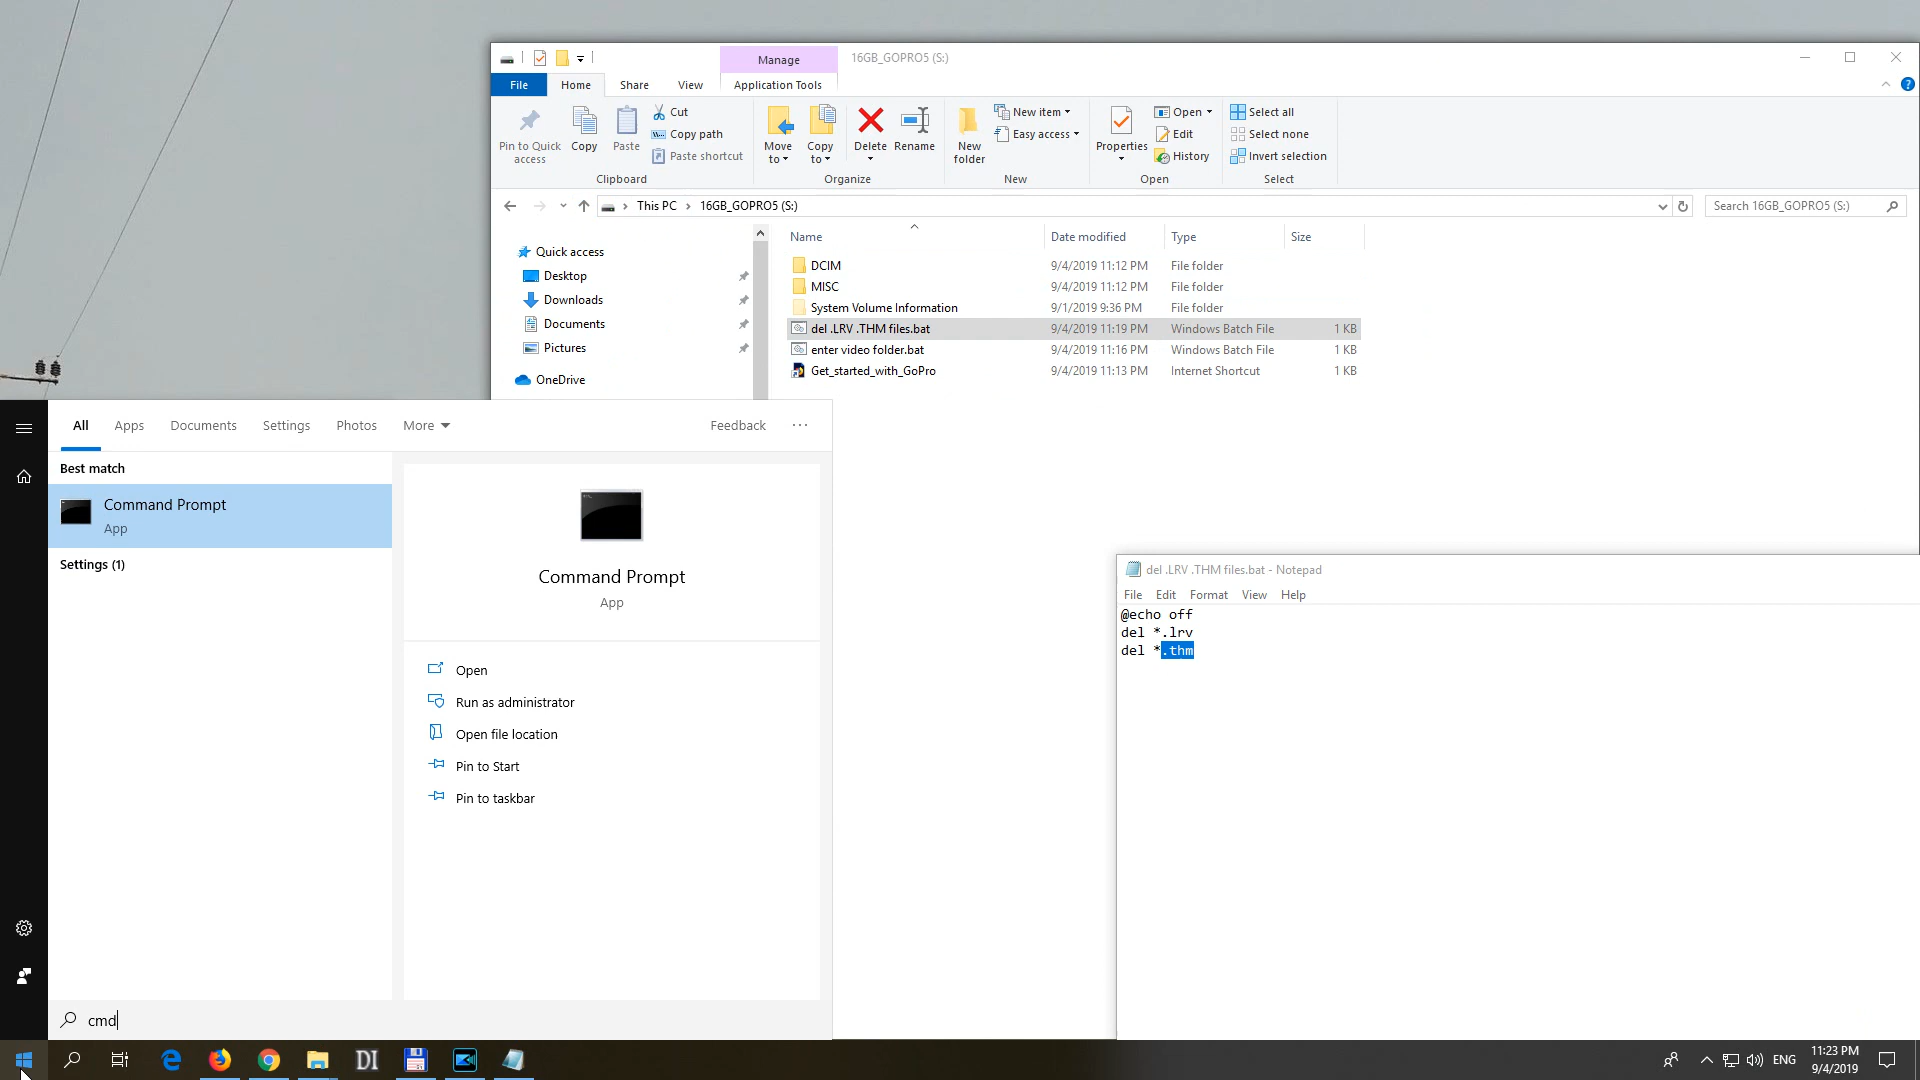 Manage
16GB_GOPRO5 (S:)
File
Home
Share
View
Application Tools
Pin to Quick access
Copy
Paste
Cut
Copy path
Paste shortcut
Clipboard
Move to
Copy to
Delete
Rename
Organize
New folder
New item
Easy access
New
Properties
Open
Edit
History
Open
Select all
Select none
Invert selection
Select
This PC > 16GB_GOPRO5 (S:)
Search 16GB_GOPRO5 (S:)
Quick access
Desktop
Downloads
Documents
Pictures
OneDrive
Name Date modified Type Size
DCIM 9/4/2019 11:12 PM File folder
MISC 9/4/2019 11:12 PM File folder
System Volume Information 9/1/2019 9:36 PM File folder
del .LRV .THM files.bat 9/4/2019 11:19 PM Windows Batch File 1 KB
enter video folder.bat 9/4/2019 11:16 PM Windows Batch File 1 KB
Get_started_with_GoPro 9/4/2019 11:13 PM Internet Shortcut 1 KB
All Apps Documents Settings Photos More Feedback ...
Best match
Command Prompt
App
Settings (1)
Command Prompt
App
Open
Run as administrator
Open file location
Pin to Start
Pin to taskbar
cmd
del .LRV .THM files.bat - Notepad
File Edit Format View Help
@echo off
del *.lrv
del *.thm
DI
ENG
11:23 PM
9/4/2019